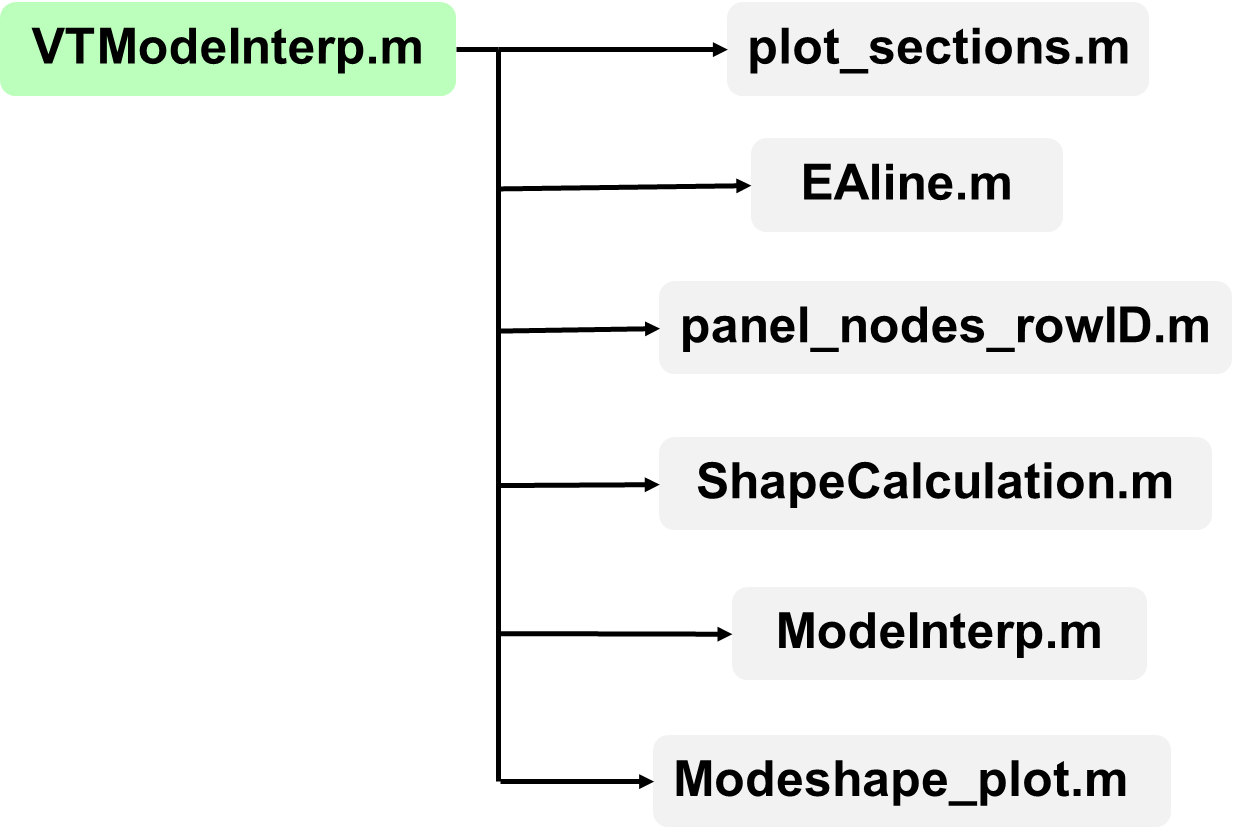 VTModeInterp.m
plot_sections.m
EAline.m
panel_nodes_rowID.m
ShapeCalculation.m
ModeInterp.m
Modeshape_plot.m